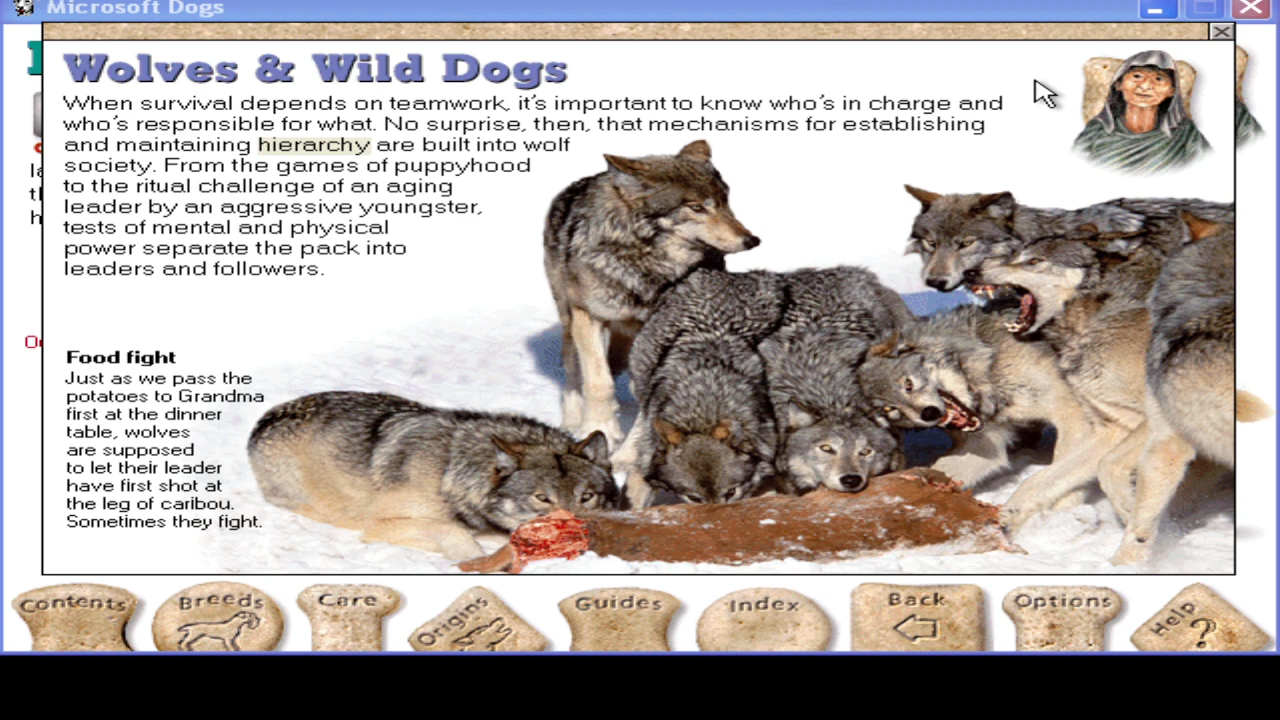 Microsoft Dogs
Wolves & Wild Dogs
When survival depends on teamwork, it's important to know who's in charge and
who's responsible for what. No surprise, then, that mechanisms for establishing
and maintaining hierarchy are built into wolf
society. From the games of puppyhood
to the ritual challenge of an aging
leader by an aggressive youngster,
tests of mental and physical
power separate the pack into
leaders and followers.
Food fight
Just as we pass the
potatoes to Grandma
first at the dinner
table, wolves
are supposed
to let their leader
have first shot at
the leg of caribou.
Sometimes they fight.
Contents
Breeds
Care
Origins
Guides
Index
Back
Options
Help
?